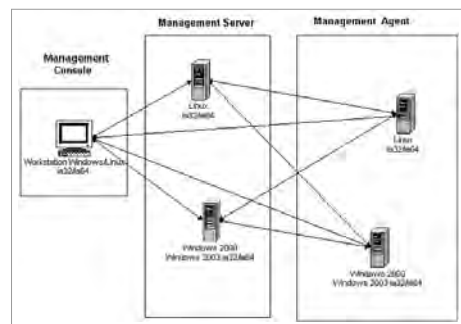 Management Server
Management Agent
Management
Console
Linux
ia32/ia64
Linux
ia32/ia64
Workstation Windows/Linux
ia32/ia64
Windows 2000
Windows 2003 ia32/ia64
Windows 2000
Windows 2003 ia32/ia64